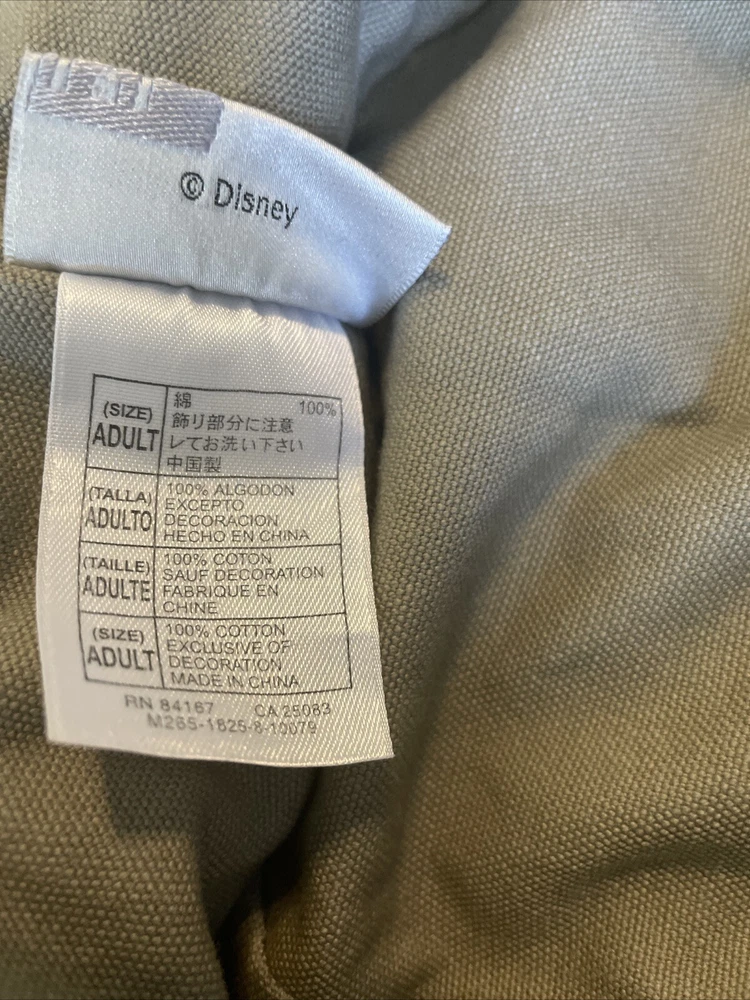 © Disney
(SIZE)
ADULT
綿 100%
飾リ部分に注意
レてお洗い下さい
中国製
(TALLA)
ADULTO
100% ALGODON
EXCEPTO
DECORACION
HECHO EN CHINA
(TAILLE)
ADULTE
100% COTON
SAUF DECORATION
FABRIQUE EN
CHINE
(SIZE)
ADULT
100% COTTON
EXCLUSIVE OF
DECORATION
MADE IN CHINA
RN 84167 CA 25083
M265-1825-8-10079